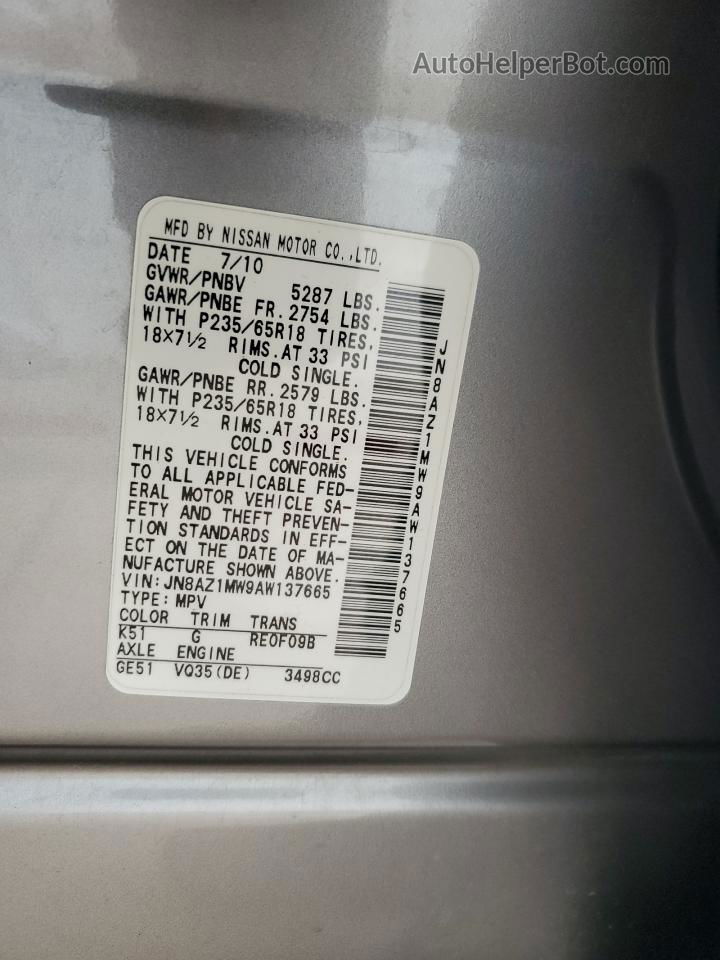 AutoHelperBot.com
MFD BY NISSAN MOTOR CO.,LTD.
DATE 7/10
GVWR/PNBV 5287 LBS.
GAWR/PNBE FR. 2754 LBS.
WITH P235/65R18 TIRES,
18×7½ RIMS.AT 33 PSI
COLD SINGLE.
GAWR/PNBE RR. 2579 LBS.
WITH P235/65R18 TIRES,
18×7½ RIMS.AT 33 PSI
COLD SINGLE.
THIS VEHICLE CONFORMS
TO ALL APPLICABLE FED-
ERAL MOTOR VEHICLE SA-
FETY AND THEFT PREVEN-
TION STANDARDS IN EFF-
ECT ON THE DATE OF MA-
NUFACTURE SHOWN ABOVE.
VIN: JN8AZ1MW9AW137665
TYPE: MPV
COLOR TRIM TRANS
K51 G RE0F09B
AXLE ENGINE
GE51 VQ35(DE) 3498CC
JN8AZ1MW9AW137665